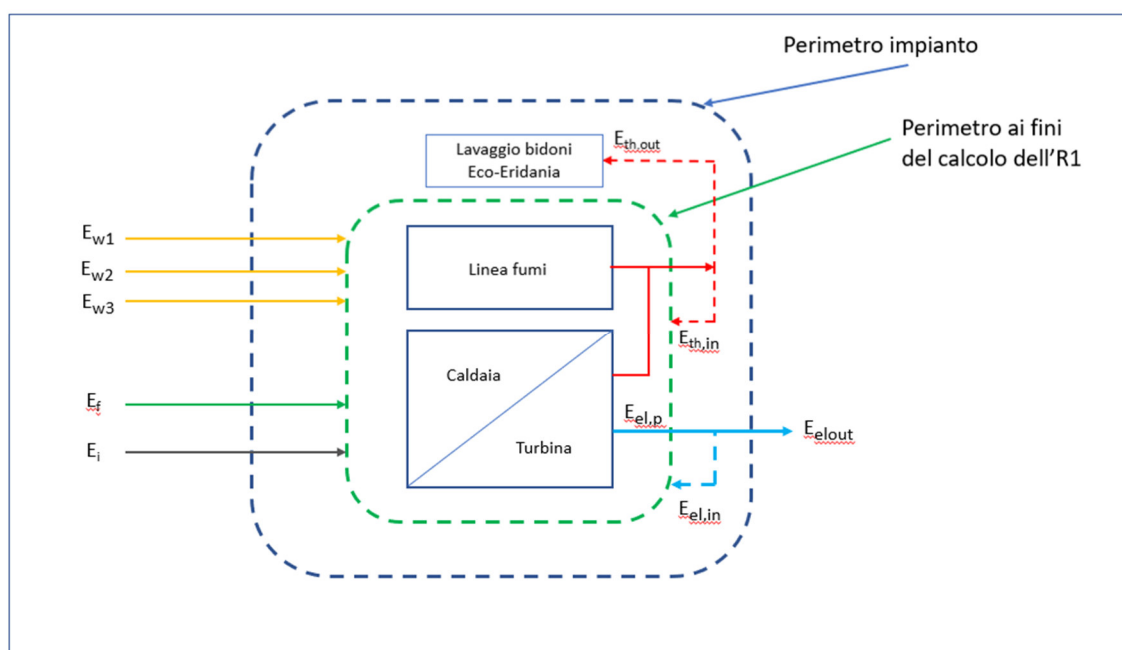 Perimetro impianto
Perimetro ai fini
del calcolo dell'R1
Lavaggio bidoni
Eco-Eridania
Eth,out
Ew1
Ew2
Ew3
Linea fumi
Eth,in
Caldaia
Ef
Eel,p
Eelout
Turbina
Ei
Eel,in